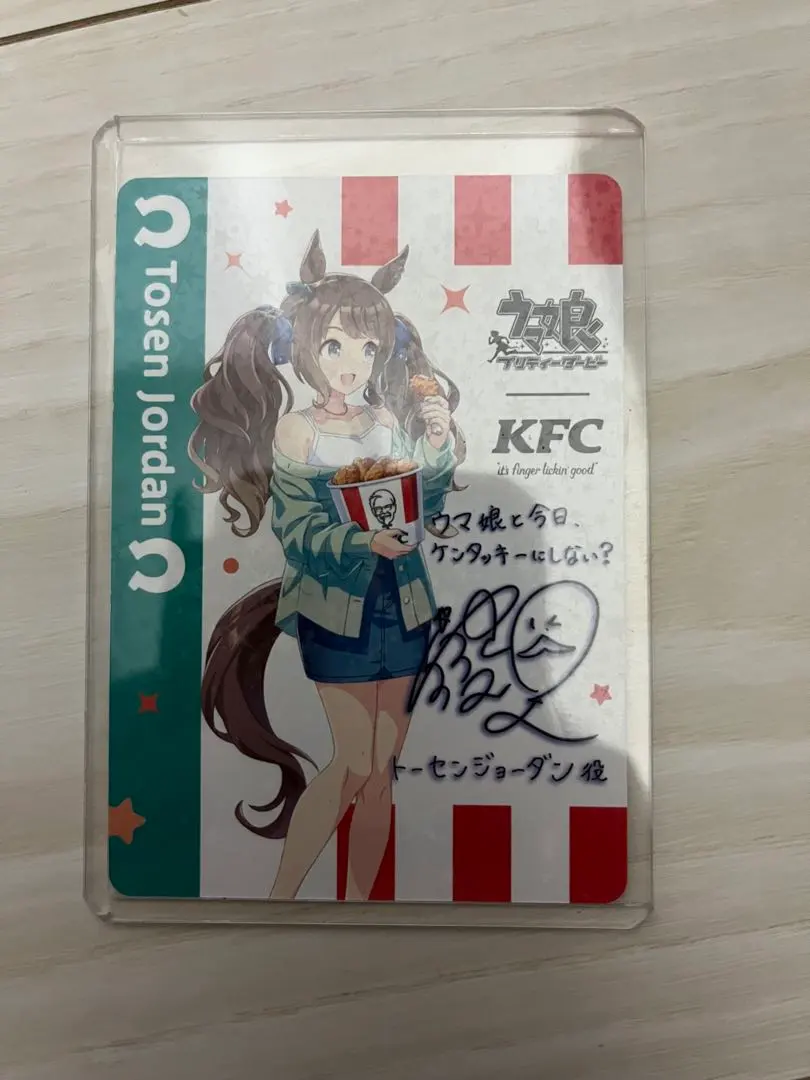 Tosen Jordan
ウマ娘
プリティーダービー
KFC
"it's finger lickin' good"
ウマ娘と今日、
ケンタッキーにしない?
トーセンジョーダン役